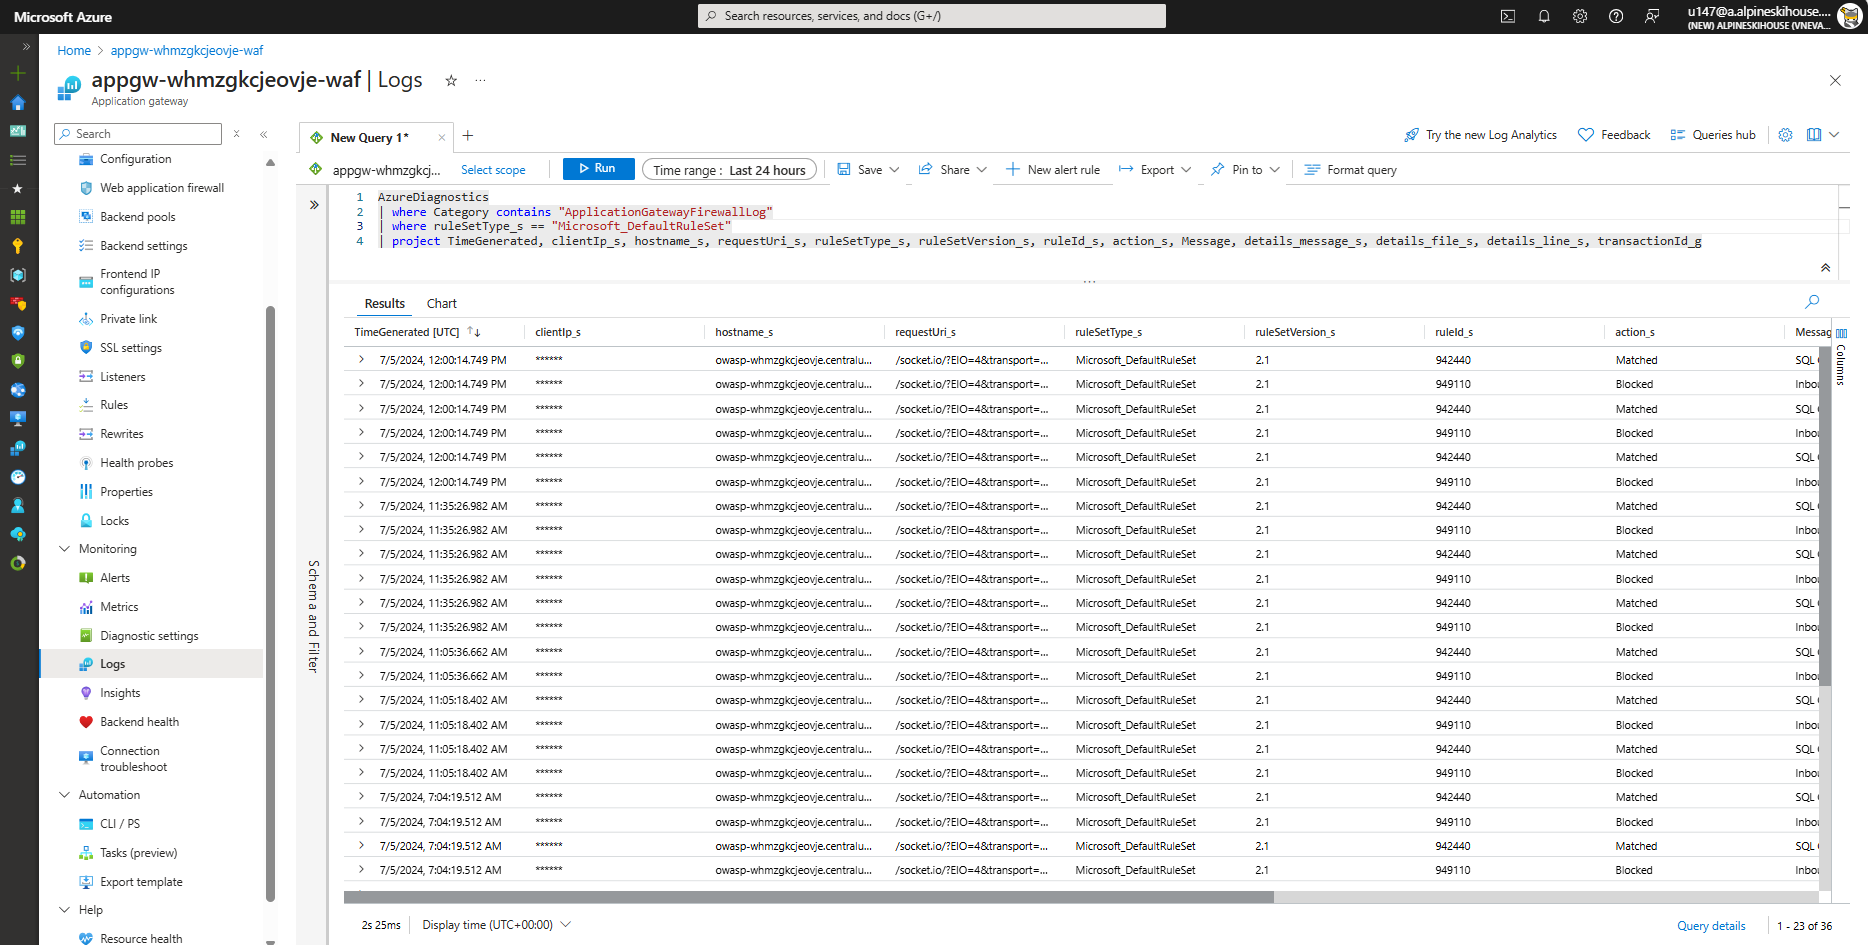 Microsoft Azure
Search resources, services, and docs (G+/)
u147@a.alpineskihouse....
(NEW) ALPINESKIHOUSE (VNEVA...
Home > appgw-whmzgkcjeovje-waf
appgw-whmzgkcjeovje-waf | Logs
Application gateway
Search
Configuration
Web application firewall
Backend pools
Backend settings
Frontend IP
configurations
Private link
SSL settings
Listeners
Rules
Rewrites
Health probes
Properties
Locks
Monitoring
Alerts
Metrics
Diagnostic settings
Logs
Insights
Backend health
Connection
troubleshoot
Automation
CLI / PS
Tasks (preview)
Export template
Help
Resource health
New Query 1*
Try the new Log Analytics
Feedback
Queries hub
appgw-whmzgkcj...
Select scope
Run
Time range : Last 24 hours
Save
Share
New alert rule
Export
Pin to
Format query
Schema and Filter
1 AzureDiagnostics
2 | where Category contains "ApplicationGatewayFirewallLog"
3 | where ruleSetType_s == "Microsoft_DefaultRuleSet"
4 | project TimeGenerated, clientIp_s, hostname_s, requestUri_s, ruleSetType_s, ruleSetVersion_s, ruleId_s, action_s, Message, details_message_s, details_file_s, details_line_s, transactionId_g
Results Chart
TimeGenerated [UTC] clientIp_s hostname_s requestUri_s ruleSetType_s ruleSetVersion_s ruleId_s action_s Messag
Columns
7/5/2024, 12:00:14.749 PM ****** owasp-whmzgkcjeovje.centralu... /socket.io/?EIO=4&transport=... Microsoft_DefaultRuleSet 2.1 942440 Matched SQL
7/5/2024, 12:00:14.749 PM ****** owasp-whmzgkcjeovje.centralu... /socket.io/?EIO=4&transport=... Microsoft_DefaultRuleSet 2.1 949110 Blocked Inbo
7/5/2024, 12:00:14.749 PM ****** owasp-whmzgkcjeovje.centralu... /socket.io/?EIO=4&transport=... Microsoft_DefaultRuleSet 2.1 942440 Matched SQL
7/5/2024, 12:00:14.749 PM ****** owasp-whmzgkcjeovje.centralu... /socket.io/?EIO=4&transport=... Microsoft_DefaultRuleSet 2.1 949110 Blocked Inbo
7/5/2024, 12:00:14.749 PM ****** owasp-whmzgkcjeovje.centralu... /socket.io/?EIO=4&transport=... Microsoft_DefaultRuleSet 2.1 942440 Matched SQL
7/5/2024, 12:00:14.749 PM ****** owasp-whmzgkcjeovje.centralu... /socket.io/?EIO=4&transport=... Microsoft_DefaultRuleSet 2.1 949110 Blocked Inbo
7/5/2024, 11:35:26.982 AM ****** owasp-whmzgkcjeovje.centralu... /socket.io/?EIO=4&transport=... Microsoft_DefaultRuleSet 2.1 942440 Matched SQL
7/5/2024, 11:35:26.982 AM ****** owasp-whmzgkcjeovje.centralu... /socket.io/?EIO=4&transport=... Microsoft_DefaultRuleSet 2.1 949110 Blocked Inbo
7/5/2024, 11:35:26.982 AM ****** owasp-whmzgkcjeovje.centralu... /socket.io/?EIO=4&transport=... Microsoft_DefaultRuleSet 2.1 942440 Matched SQL
7/5/2024, 11:35:26.982 AM ****** owasp-whmzgkcjeovje.centralu... /socket.io/?EIO=4&transport=... Microsoft_DefaultRuleSet 2.1 949110 Blocked Inbo
7/5/2024, 11:35:26.982 AM ****** owasp-whmzgkcjeovje.centralu... /socket.io/?EIO=4&transport=... Microsoft_DefaultRuleSet 2.1 942440 Matched SQL
7/5/2024, 11:35:26.982 AM ****** owasp-whmzgkcjeovje.centralu... /socket.io/?EIO=4&transport=... Microsoft_DefaultRuleSet 2.1 949110 Blocked Inbo
7/5/2024, 11:05:36.662 AM ****** owasp-whmzgkcjeovje.centralu... /socket.io/?EIO=4&transport=... Microsoft_DefaultRuleSet 2.1 942440 Matched SQL
7/5/2024, 11:05:36.662 AM ****** owasp-whmzgkcjeovje.centralu... /socket.io/?EIO=4&transport=... Microsoft_DefaultRuleSet 2.1 949110 Blocked Inbo
7/5/2024, 11:05:18.402 AM ****** owasp-whmzgkcjeovje.centralu... /socket.io/?EIO=4&transport=... Microsoft_DefaultRuleSet 2.1 942440 Matched SQL
7/5/2024, 11:05:18.402 AM ****** owasp-whmzgkcjeovje.centralu... /socket.io/?EIO=4&transport=... Microsoft_DefaultRuleSet 2.1 949110 Blocked Inbo
7/5/2024, 11:05:18.402 AM ****** owasp-whmzgkcjeovje.centralu... /socket.io/?EIO=4&transport=... Microsoft_DefaultRuleSet 2.1 942440 Matched SQL
7/5/2024, 11:05:18.402 AM ****** owasp-whmzgkcjeovje.centralu... /socket.io/?EIO=4&transport=... Microsoft_DefaultRuleSet 2.1 949110 Blocked Inbo
7/5/2024, 7:04:19.512 AM ****** owasp-whmzgkcjeovje.centralu... /socket.io/?EIO=4&transport=... Microsoft_DefaultRuleSet 2.1 942440 Matched SQL
7/5/2024, 7:04:19.512 AM ****** owasp-whmzgkcjeovje.centralu... /socket.io/?EIO=4&transport=... Microsoft_DefaultRuleSet 2.1 949110 Blocked Inbo
7/5/2024, 7:04:19.512 AM ****** owasp-whmzgkcjeovje.centralu... /socket.io/?EIO=4&transport=... Microsoft_DefaultRuleSet 2.1 942440 Matched SQL
7/5/2024, 7:04:19.512 AM ****** owasp-whmzgkcjeovje.centralu... /socket.io/?EIO=4&transport=... Microsoft_DefaultRuleSet 2.1 949110 Blocked Inbo
2s 25ms Display time (UTC+00:00) Query details 1 - 23 of 36